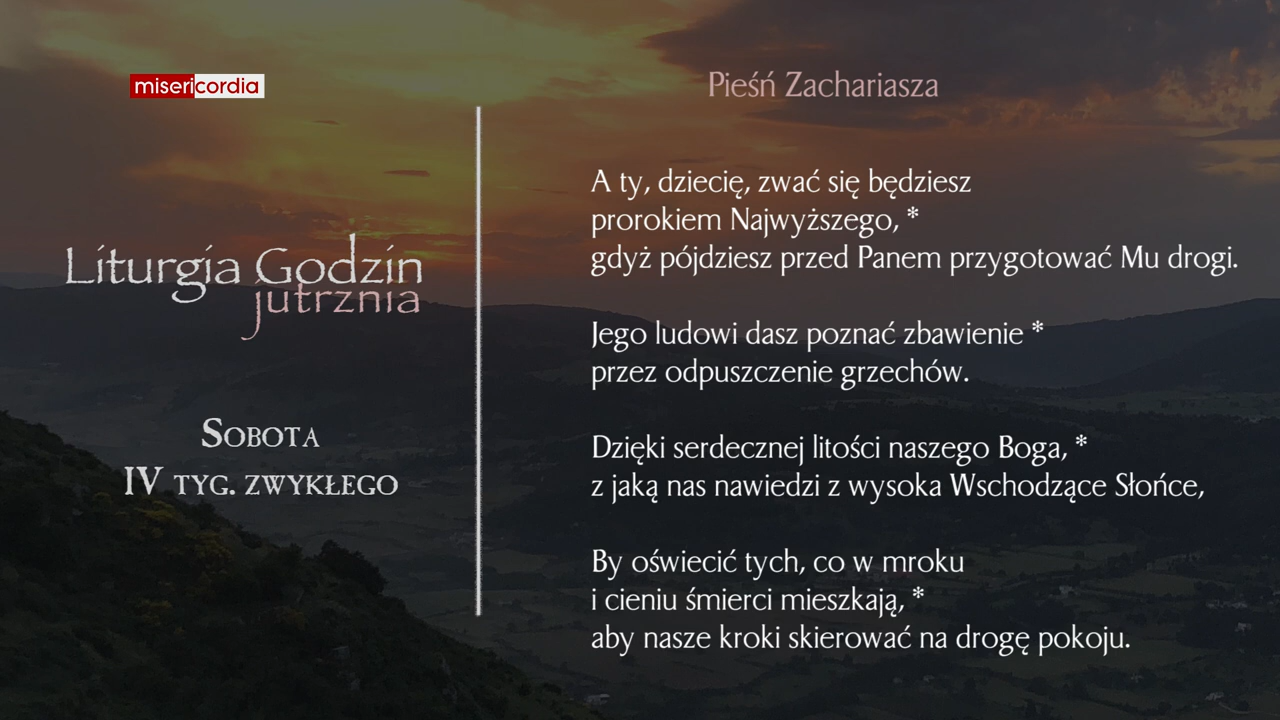 misericordia
Liturgia Godzin
jutrznia
Sobota
IV tyg. zwykłego
Pieśń Zachariasza
A ty, dziecię, zwać się będziesz
prorokiem Najwyższego, *
gdyż pójdziesz przed Panem przygotować Mu drogi.
Jego ludowi dasz poznać zbawienie *
przez odpuszczenie grzechów.
Dzięki serdecznej litości naszego Boga, *
z jaką nas nawiedzi z wysoka Wschodzące Słońce,
By oświecić tych, co w mroku
i cieniu śmierci mieszkają, *
aby nasze kroki skierować na drogę pokoju.